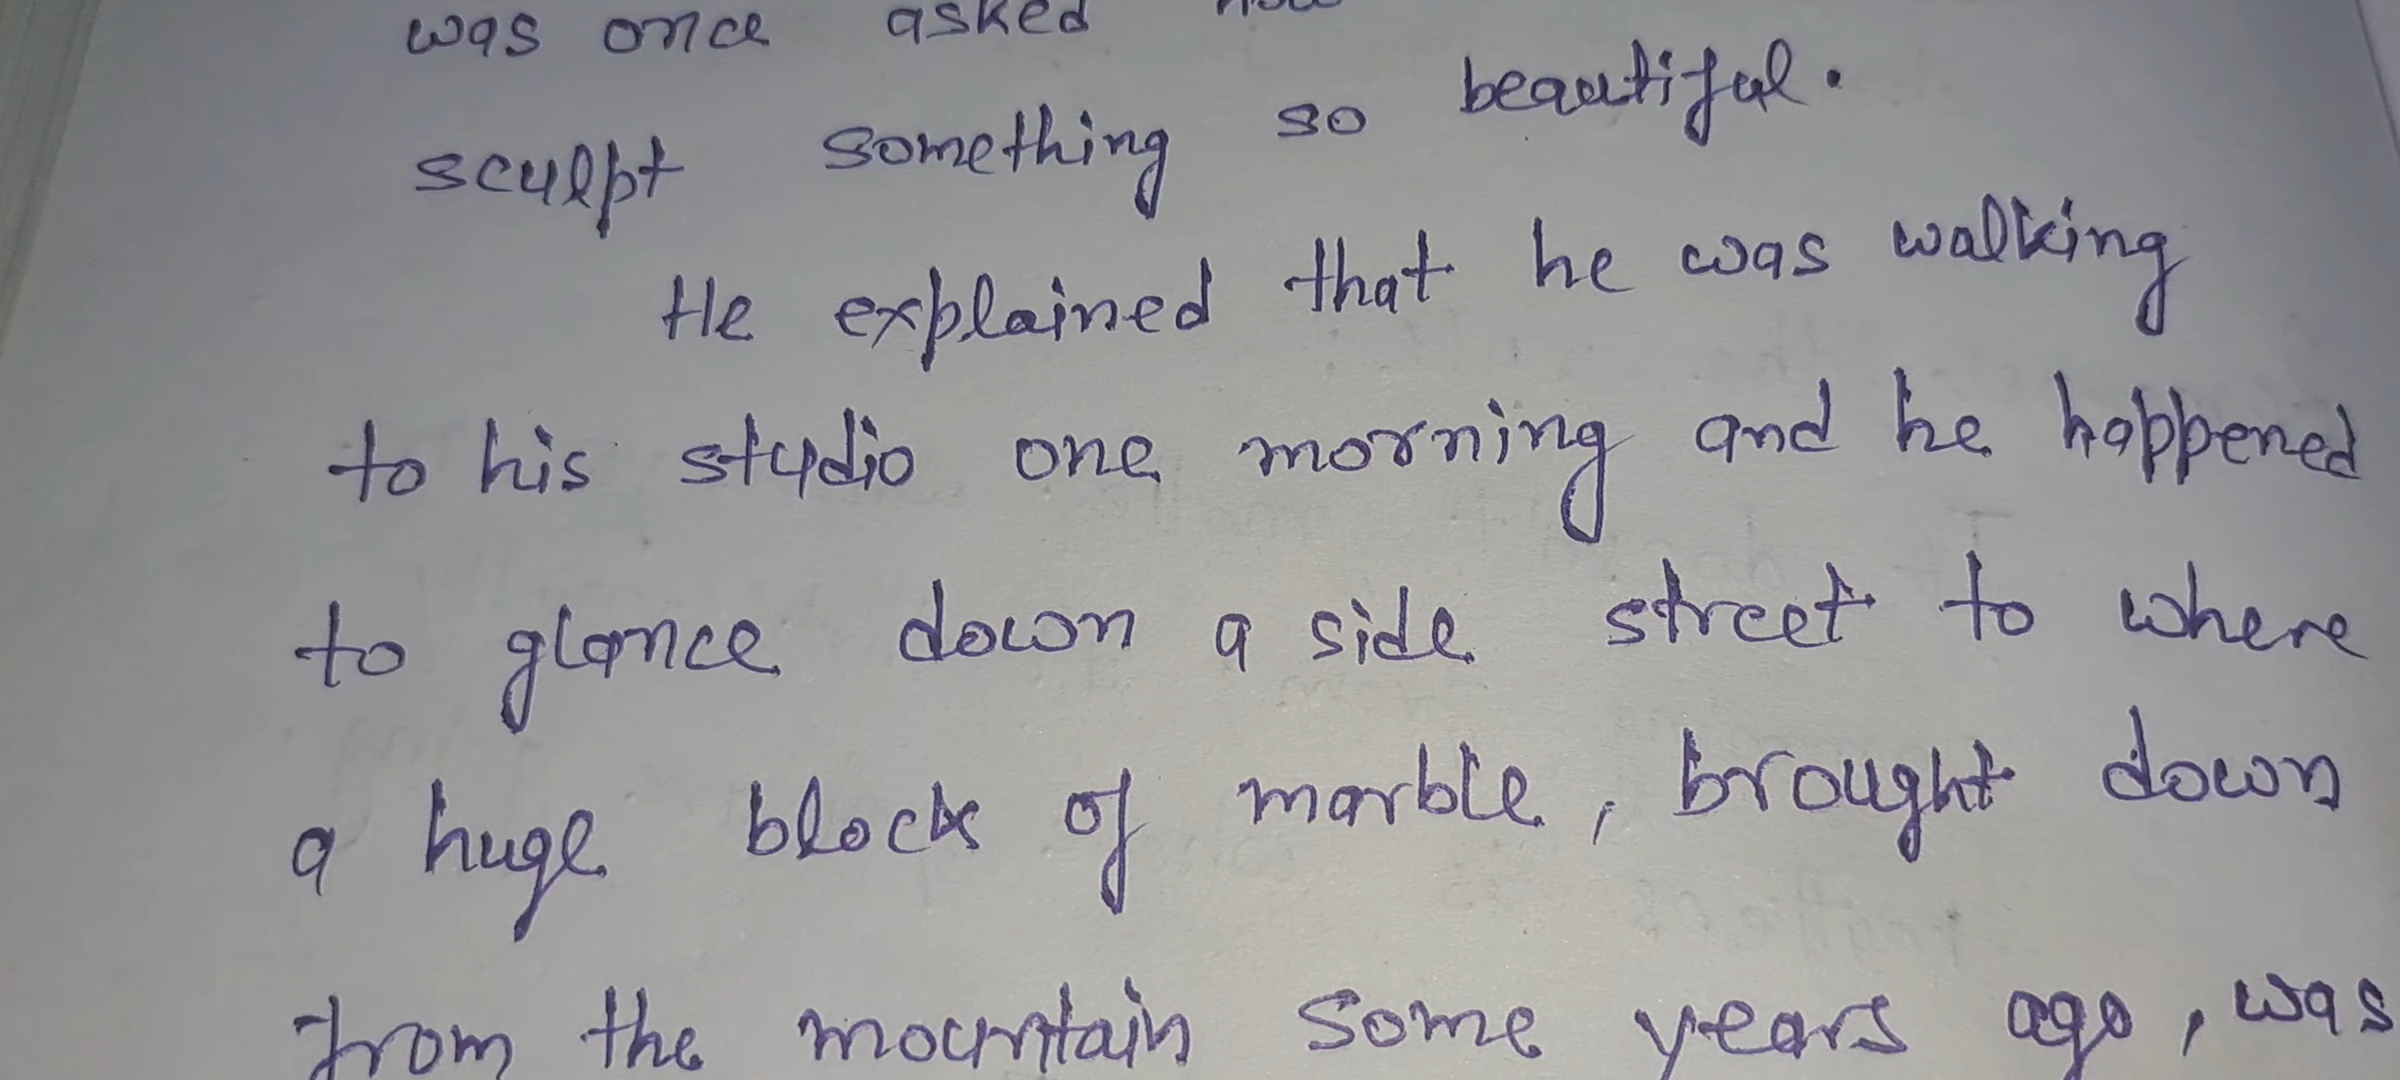 was once asked
sculpt something so beautiful.
He explained that he was walking
to his studio one morning and he happened
to glance down a side street to where
a huge block of marble, brought down
from the mountain some years ago, was